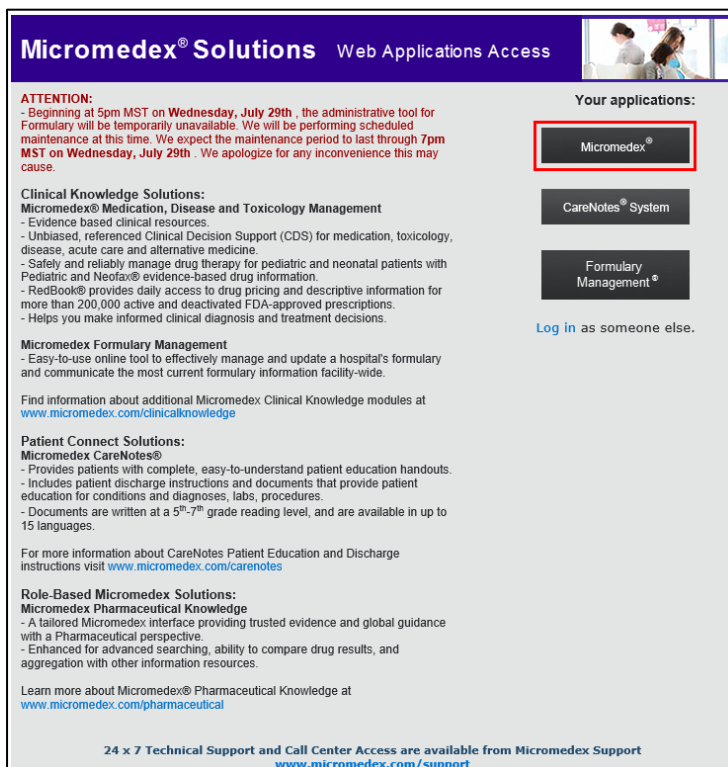 Micromedex® Solutions Web Applications Access
ATTENTION:
- Beginning at 5pm MST on Wednesday, July 29th , the administrative tool for
Formulary will be temporarily unavailable. We will be performing scheduled
maintenance at this time. We expect the maintenance period to last through 7pm
MST on Wednesday, July 29th . We apologize for any inconvenience this may
cause.
Clinical Knowledge Solutions:
Micromedex® Medication, Disease and Toxicology Management
- Evidence based clinical resources.
- Unbiased, referenced Clinical Decision Support (CDS) for medication, toxicology,
disease, acute care and alternative medicine.
- Safely and reliably manage drug therapy for pediatric and neonatal patients with
Pediatric and Neofax® evidence-based drug information.
- RedBook® provides daily access to drug pricing and descriptive information for
more than 200,000 active and deactivated FDA-approved prescriptions.
- Helps you make informed clinical diagnosis and treatment decisions.
Micromedex Formulary Management
- Easy-to-use online tool to effectively manage and update a hospital's formulary
and communicate the most current formulary information facility-wide.
Find information about additional Micromedex Clinical Knowledge modules at
www.micromedex.com/clinicalknowledge
Patient Connect Solutions:
Micromedex CareNotes®
- Provides patients with complete, easy-to-understand patient education handouts.
- Includes patient discharge instructions and documents that provide patient
education for conditions and diagnoses, labs, procedures.
- Documents are written at a 5th-7th grade reading level, and are available in up to
15 languages.
For more information about CareNotes Patient Education and Discharge
instructions visit www.micromedex.com/carenotes
Role-Based Micromedex Solutions:
Micromedex Pharmaceutical Knowledge
- A tailored Micromedex interface providing trusted evidence and global guidance
with a Pharmaceutical perspective.
- Enhanced for advanced searching, ability to compare drug results, and
aggregation with other information resources.
Learn more about Micromedex® Pharmaceutical Knowledge at
www.micromedex.com/pharmaceutical
Your applications:
Micromedex®
CareNotes® System
Formulary
Management®
Log in as someone else.
24 x 7 Technical Support and Call Center Access are available from Micromedex Support
www.micromedex.com/support